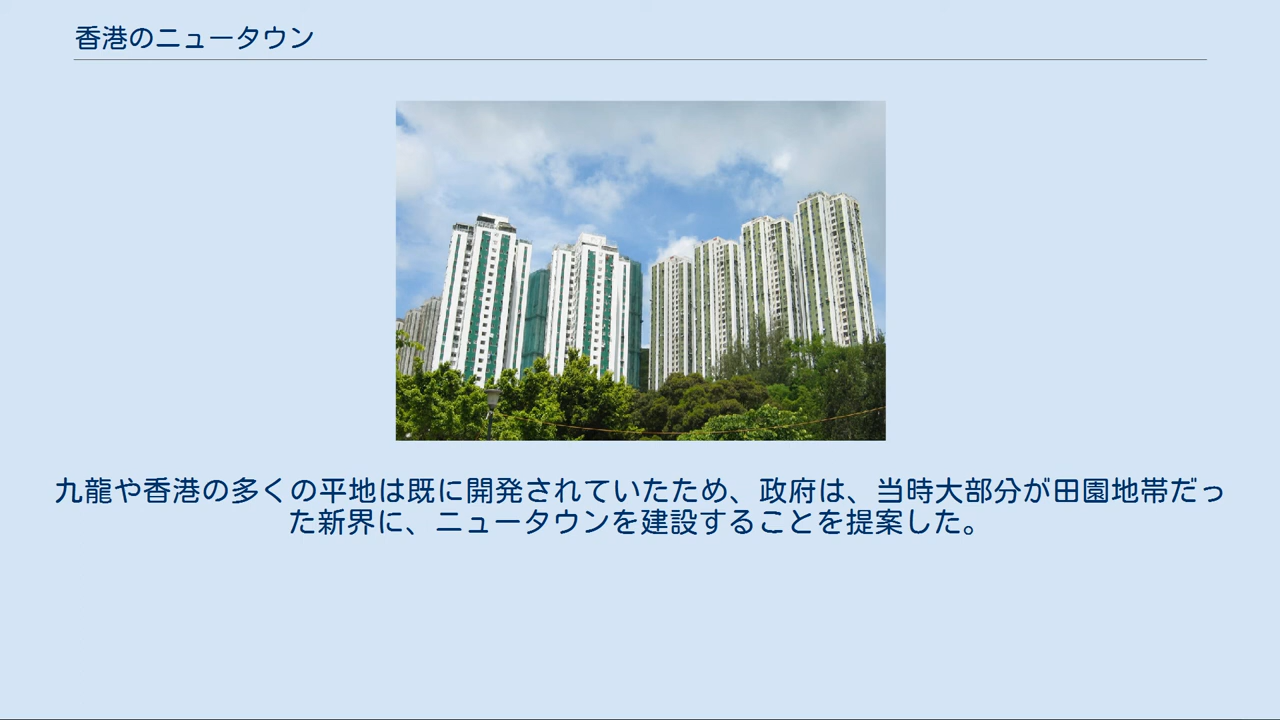 香港のニュータウン
九龍や香港の多くの平地は既に開発されていたため、政府は、当時大部分が田園地帯だっ
た新界に、ニュータウンを建設することを提案した。